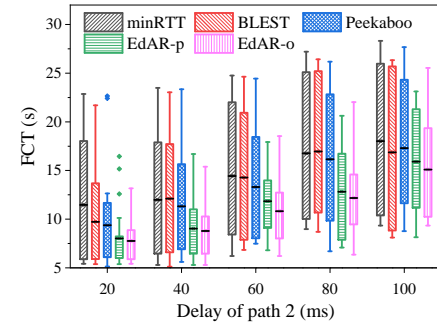 minRTT BLEST Peekaboo
EdAR-p EdAR-o
FCT (s)
30
25
20
15
10
5
20 40 60 80 100
Delay of path 2 (ms)